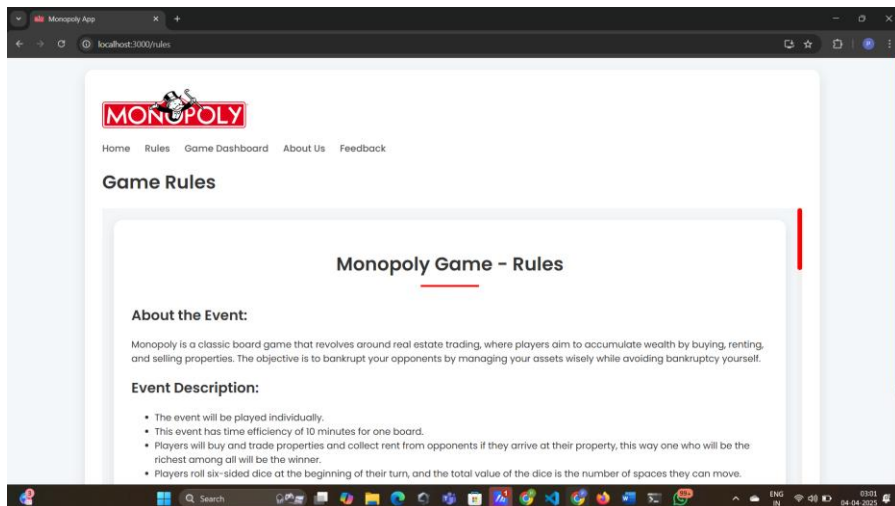 Monopoly App
localhost:3000/rules
MONOPOLY
Home Rules Game Dashboard About Us Feedback
Game Rules
Monopoly Game - Rules
About the Event:
Monopoly is a classic board game that revolves around real estate trading, where players aim to accumulate wealth by buying, renting,
and selling properties. The objective is to bankrupt your opponents by managing your assets wisely while avoiding bankruptcy yourself.
Event Description:
• The event will be played individually.
• This event has time efficiency of 10 minutes for one board.
• Players will buy and trade properties and collect rent from opponents if they arrive at their property, this way one who will be the
richest among all will be the winner.
• Players roll six-sided dice at the beginning of their turn, and the total value of the dice is the number of spaces they can move.
Search
99+
ENG
IN
03:01
04-04-2025